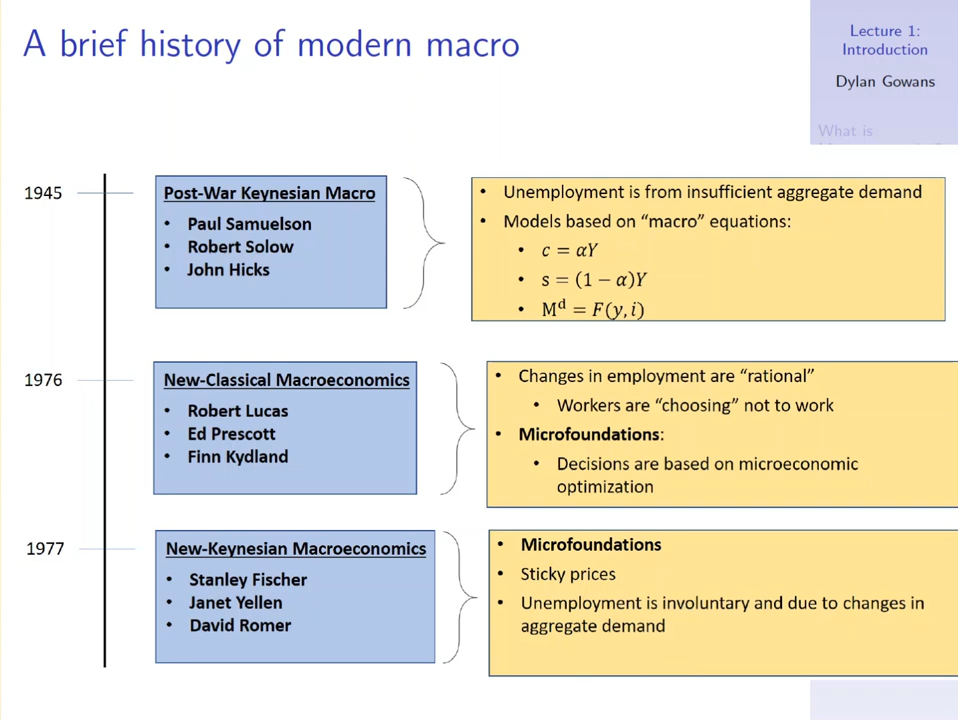 A brief history of modern macro
Lecture 1:
Introduction
Dylan Gowans
What is
1945
Post-War Keynesian Macro
• Paul Samuelson
• Robert Solow
• John Hicks
• Unemployment is from insufficient aggregate demand
• Models based on “macro” equations:
• c = αY
• s = (1 − α)Y
• Mᵈ = F(y, i)
1976
New-Classical Macroeconomics
• Robert Lucas
• Ed Prescott
• Finn Kydland
• Changes in employment are “rational”
• Workers are “choosing” not to work
• Microfoundations:
• Decisions are based on microeconomic
optimization
1977
New-Keynesian Macroeconomics
• Stanley Fischer
• Janet Yellen
• David Romer
• Microfoundations
• Sticky prices
• Unemployment is involuntary and due to changes in
aggregate demand